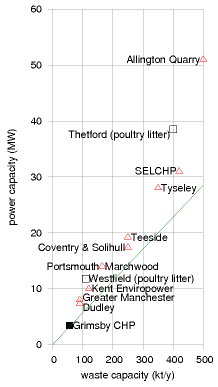 60
Allington Quarry
50
40
Thetford (poultry litter)
power capacity (MW)
SELCHP
30
Tyseley
20
Teeside
Coventry & Solihull
Portsmouth Marchwood
Westfield (poultry litter)
10
Kent Enviropower
Greater Manchester
Dudley
Grimsby CHP
0
0 100 200 300 400 500
waste capacity (kt/y)